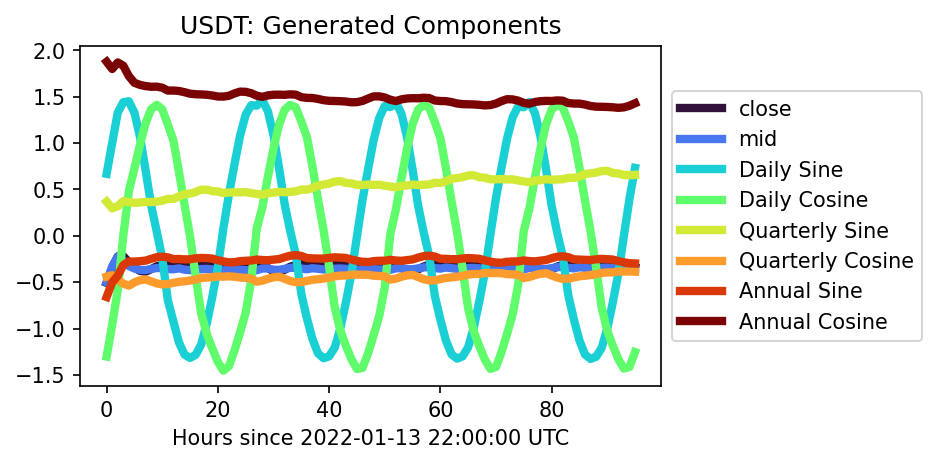 USDT: Generated Components
2.0
1.5
1.0
0.5
0.0
−0.5
−1.0
−1.5
0 20 40 60 80
Hours since 2022-01-13 22:00:00 UTC
close
mid
Daily Sine
Daily Cosine
Quarterly Sine
Quarterly Cosine
Annual Sine
Annual Cosine